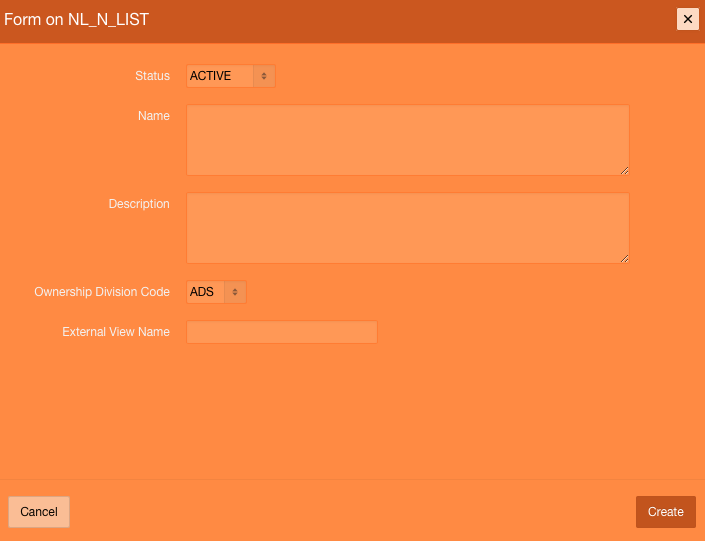 Form on NL_N_LIST
Status ACTIVE
Name
Description
Ownership Division Code ADS
External View Name
Cancel Create